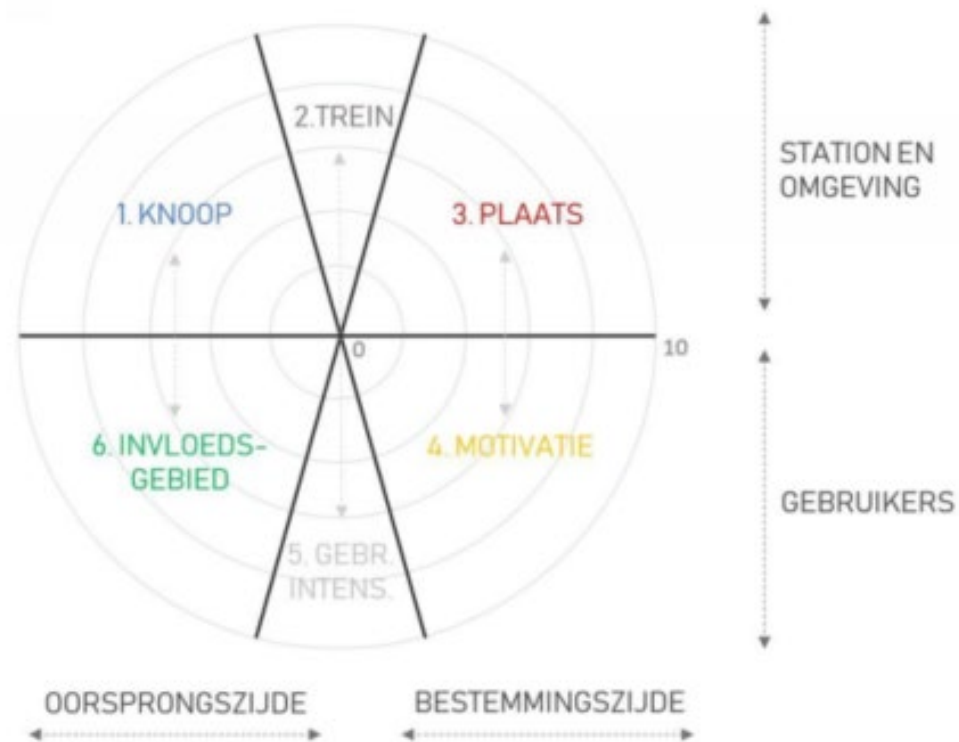 2.TREIN
STATION EN
OMGEVING
1. KNOOP
3. PLAATS
0
10
6. INVLOEDS-
GEBIED
4. MOTIVATIE
GEBRUIKERS
5. GEBR.
INTENS.
OORSPRONGSZIJDE
BESTEMMINGSZIJDE